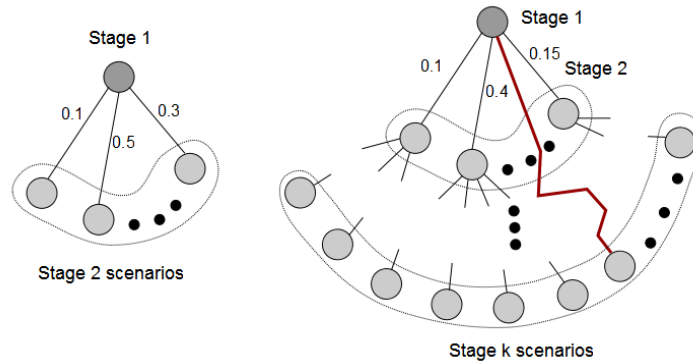 Stage 1
0.1
0.3
0.5
Stage 2 scenarios
Stage 1
0.15
0.1
Stage 2
0.4
Stage k scenarios